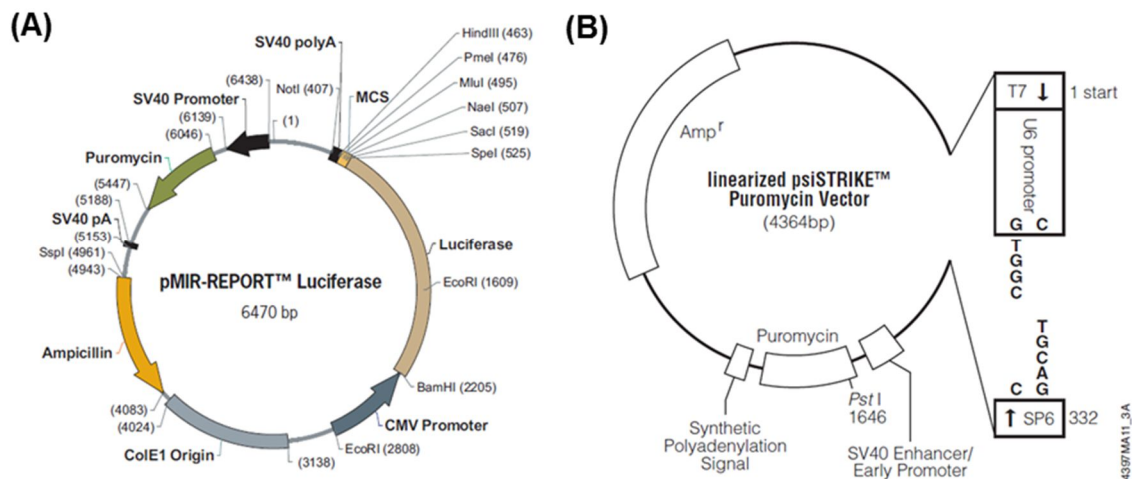 (A)
HindIII (463)
PmeI (476)
MluI (495)
NaeI (507)
SacI (519)
SpeI (525)
SV40 polyA
MCS
NotI (407)
(6438)
(1)
SV40 Promoter
(6139)
(6046)
Puromycin
(5447)
(5188)
SV40 pA
(5153)
SspI (4961)
(4943)
pMIR-REPORT™ Luciferase
6470 bp
Luciferase
EcoRI (1609)
Ampicillin
BamHI (2205)
(4083)
(4024)
CMV Promoter
ColE1 Origin
EcoRI (2808)
(3138)
(B)
Ampʳ
linearized psiSTRIKE™
Puromycin Vector
(4364bp)
Puromycin
Pst I
1646
Synthetic
Polyadenylation
Signal
SV40 Enhancer/
Early Promoter
T7 ↓
1 start
U6 promoter
G C
T
G
G
C
T
G
C
A
C G
↑ SP6
332
4397MA11_3A